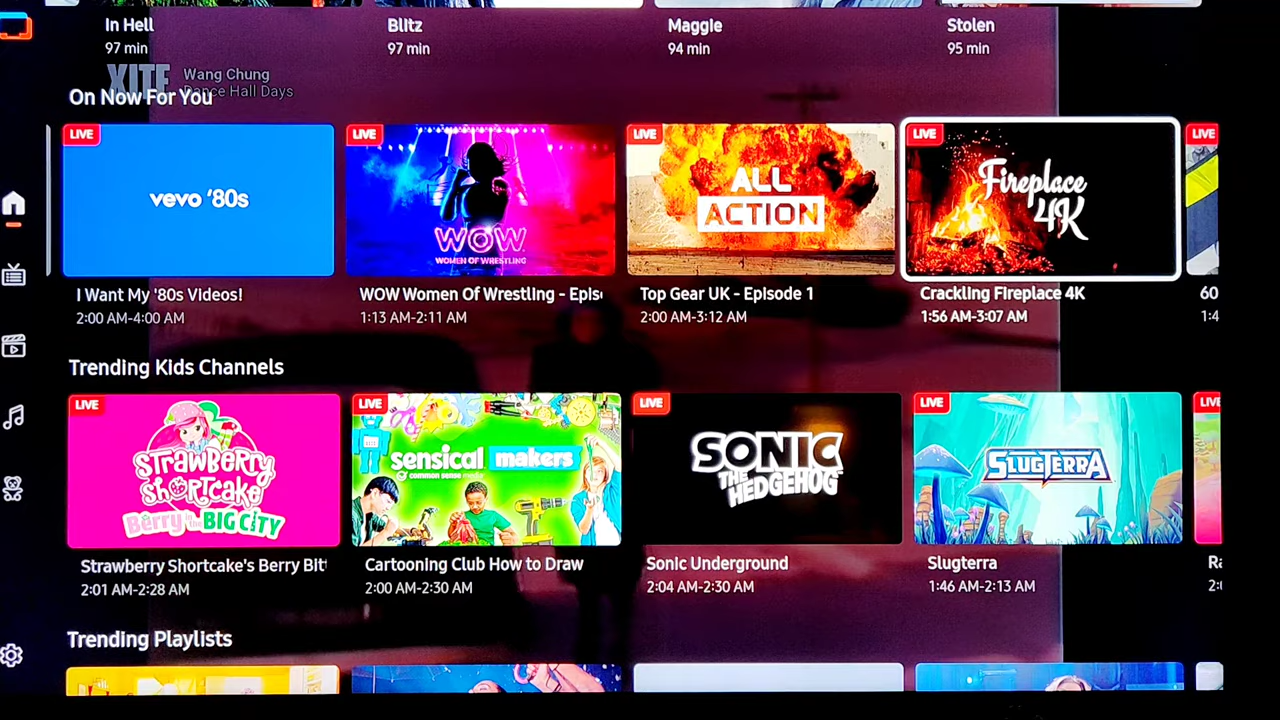 In Hell
Blitz
Maggie
Stolen
97 min
97 min
94 min
95 min
XITE
Wang Chung
Dance Hall Days
On Now For You
LIVE
LIVE
LIVE
LIVE
LIVE
vevo '80s
WOW
WOMEN OF WRESTLING
ALL
ACTION
Fireplace
4K
I Want My '80s Videos!
WOW Women Of Wrestling - Epis
Top Gear UK - Episode 1
Crackling Fireplace 4K
60
2:00 AM-4:00 AM
1:13 AM-2:11 AM
2:00 AM-3:12 AM
1:56 AM-3:07 AM
1:4
Trending Kids Channels
LIVE
LIVE
LIVE
LIVE
LIVE
Strawberry
Shortcake
Berry in the BIG CITY
sensical makers
common sense
SONIC
THE
HEDGEHOG
SLUGTERRA
Strawberry Shortcake's Berry Bit
Cartooning Club How to Draw
Sonic Underground
Slugterra
Ra
2:01 AM-2:28 AM
2:00 AM-2:30 AM
2:04 AM-2:30 AM
1:46 AM-2:13 AM
2:0
Trending Playlists